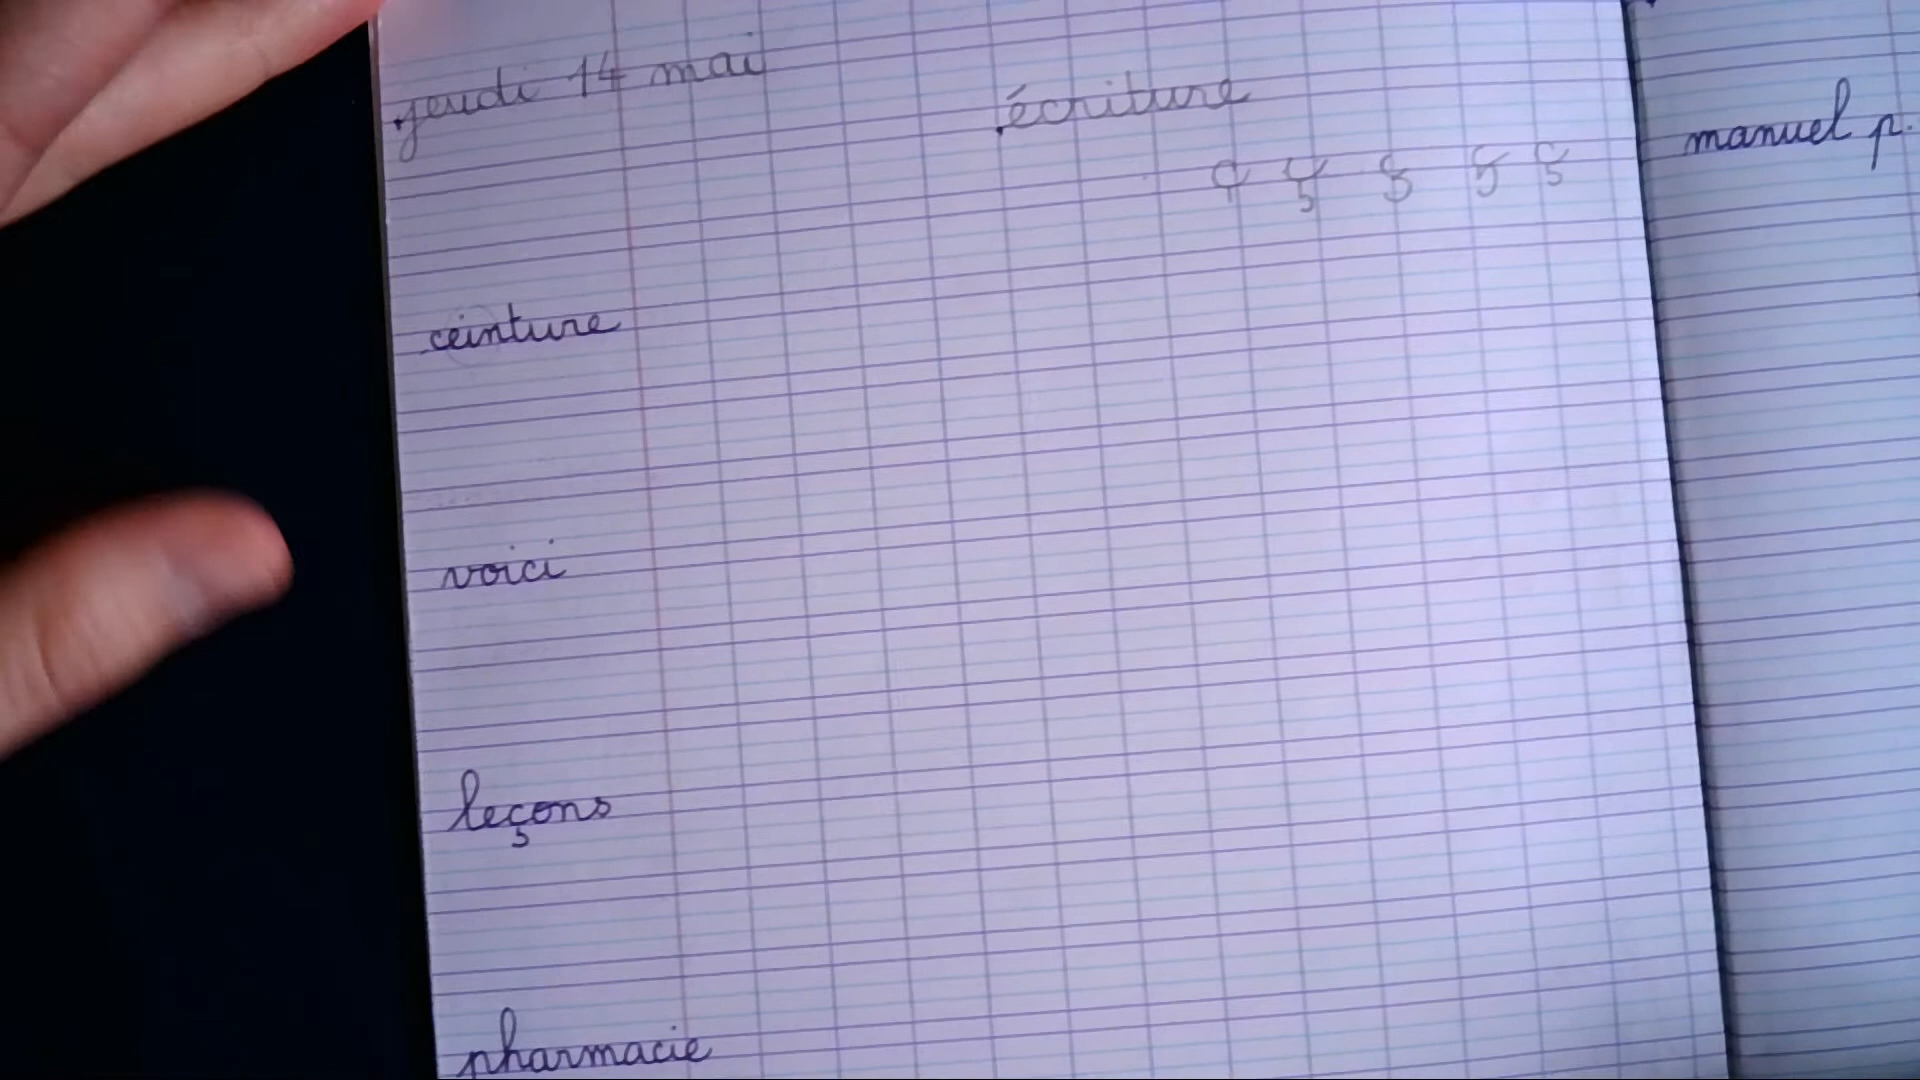 jeudi 14 mai
écriture
manuel p.
ceinture
voici
leçons
pharmacie